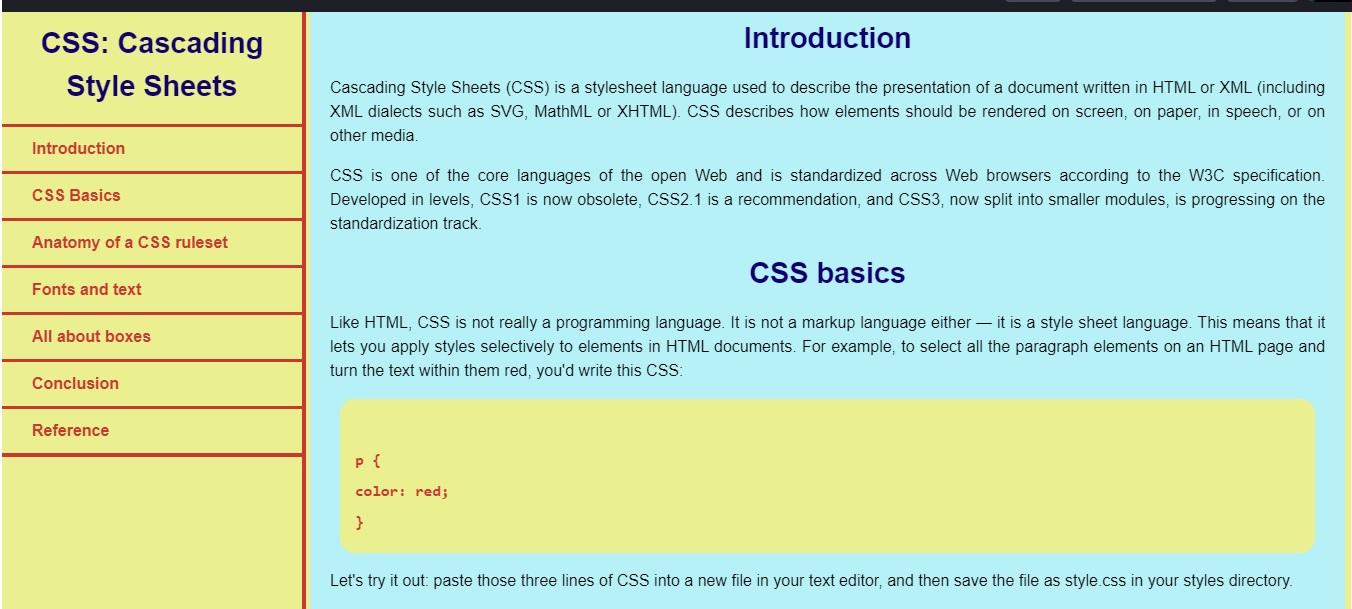 CSS: Cascading
Style Sheets
Introduction
CSS Basics
Anatomy of a CSS ruleset
Fonts and text
All about boxes
Conclusion
Reference
Introduction
Cascading Style Sheets (CSS) is a stylesheet language used to describe the presentation of a document written in HTML or XML (including
XML dialects such as SVG, MathML or XHTML). CSS describes how elements should be rendered on screen, on paper, in speech, or on
other media.
CSS is one of the core languages of the open Web and is standardized across Web browsers according to the W3C specification.
Developed in levels, CSS1 is now obsolete, CSS2.1 is a recommendation, and CSS3, now split into smaller modules, is progressing on the
standardization track.
CSS basics
Like HTML, CSS is not really a programming language. It is not a markup language either — it is a style sheet language. This means that it
lets you apply styles selectively to elements in HTML documents. For example, to select all the paragraph elements on an HTML page and
turn the text within them red, you'd write this CSS:
p {
color: red;
}
Let's try it out: paste those three lines of CSS into a new file in your text editor, and then save the file as style.css in your styles directory.